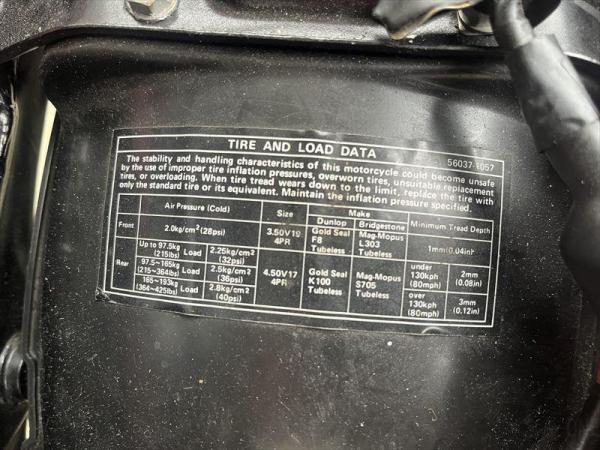 TIRE AND LOAD DATA
56037-1057
The stability and handling characteristics of this motorcycle could become unsafe
by the use of improper tire inflation pressures, overworn tires, unsuitable replacement
tires, or overloading. When tire tread wears down to the limit, replace the tire with
only the standard tire or its equivalent. Maintain the inflation pressure specified.
Air Pressure (Cold) Size Make Minimum Tread Depth
Dunlop Bridgestone
Front 2.0kg/cm² (28psi) 3.50V19 4PR Gold Seal F8 Tubeless Mag-Mopus L303 Tubeless 1mm(0.04in)
Rear Up to 97.5kg (215lbs) Load 2.25kg/cm² (32psi)
97.5~165kg (215~364lbs) Load 2.5kg/cm² (36psi)
165~193kg (364~425lbs) Load 2.8kg/cm² (40psi)
4.50V17 4PR Gold Seal K100 Tubeless Mag-Mopus S705 Tubeless
under 130kph (80mph) 2mm (0.08in)
over 130kph (80mph) 3mm (0.12in)